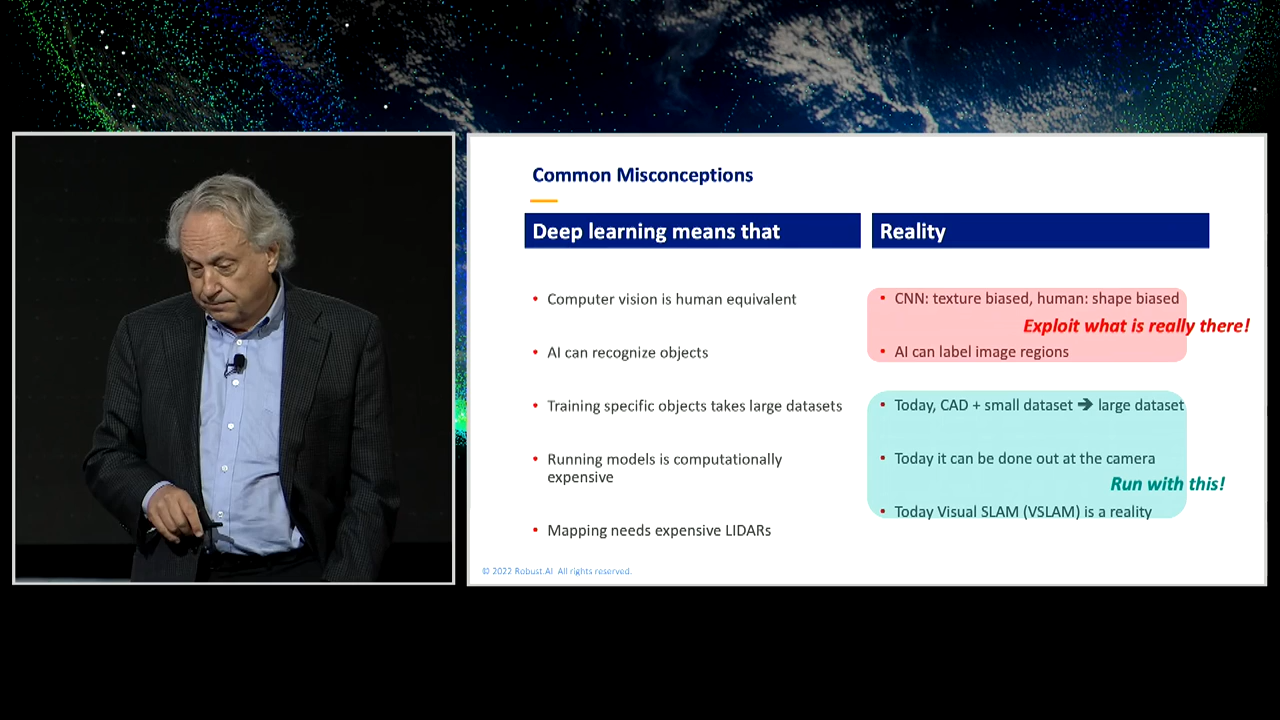 Common Misconceptions
Deep learning means that
Reality
• Computer vision is human equivalent
• CNN: texture biased, human: shape biased
Exploit what is really there!
• AI can recognize objects
• AI can label image regions
• Training specific objects takes large datasets
• Today, CAD + small dataset ➔ large dataset
• Running models is computationally
expensive
• Today it can be done out at the camera
Run with this!
• Mapping needs expensive LIDARs
• Today Visual SLAM (VSLAM) is a reality
© 2022 Robust.AI All rights reserved.